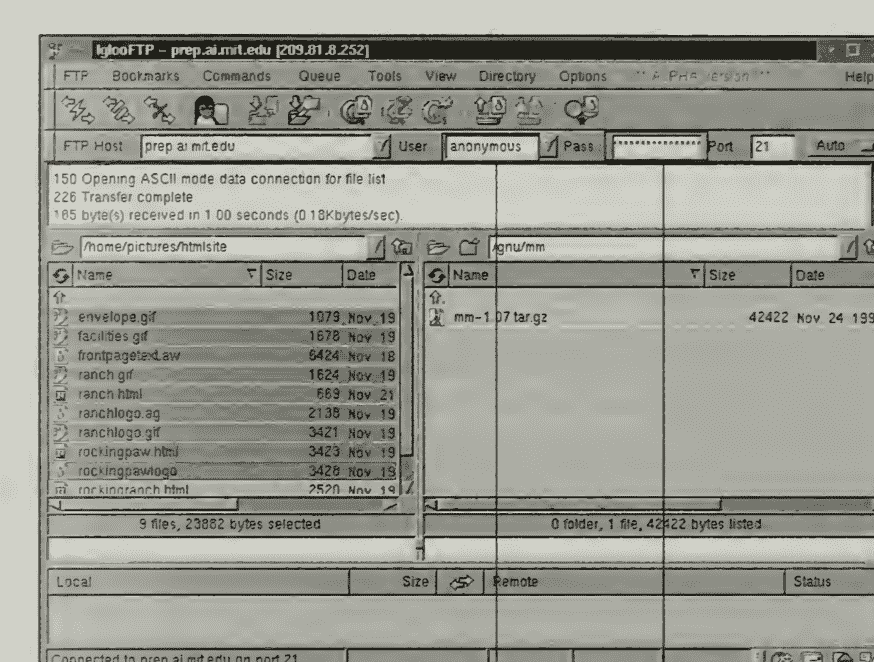 IglooFTP – prep.ai.mit.edu [209.81.8.252]
FTP Bookmarks Commands Queue Tools View Directory Options ** ALPHA version ** Help
FTP Host prep.ai.mit.edu User anonymous Pass **************** Port 21 Auto
150 Opening ASCII mode data connection for file list
226 Transfer complete
185 byte(s) received in 1.00 seconds (0.18Kbytes/sec).
/home/pictures/htmlsite /gnu/mm
Name Size Date Name Size Date
envelope.gif 1079 Nov 19 mm-1.07.tar.gz 42422 Nov 24 199
facilities.gif 1678 Nov 19
frontpagetext.aw 6424 Nov 18
ranch.gif 1624 Nov 19
ranch.html 669 Nov 21
ranchlogo.ag 2138 Nov 19
ranchlogo.gif 3421 Nov 19
rockingpaw.html 3423 Nov 19
rockingpawlogo 3426 Nov 19
rockingranch.html 2520 Nov 19
9 files, 23882 bytes selected 0 folder, 1 file, 42422 bytes listed
Local Size Remote Status
Connected to prep.ai.mit.edu on port 21